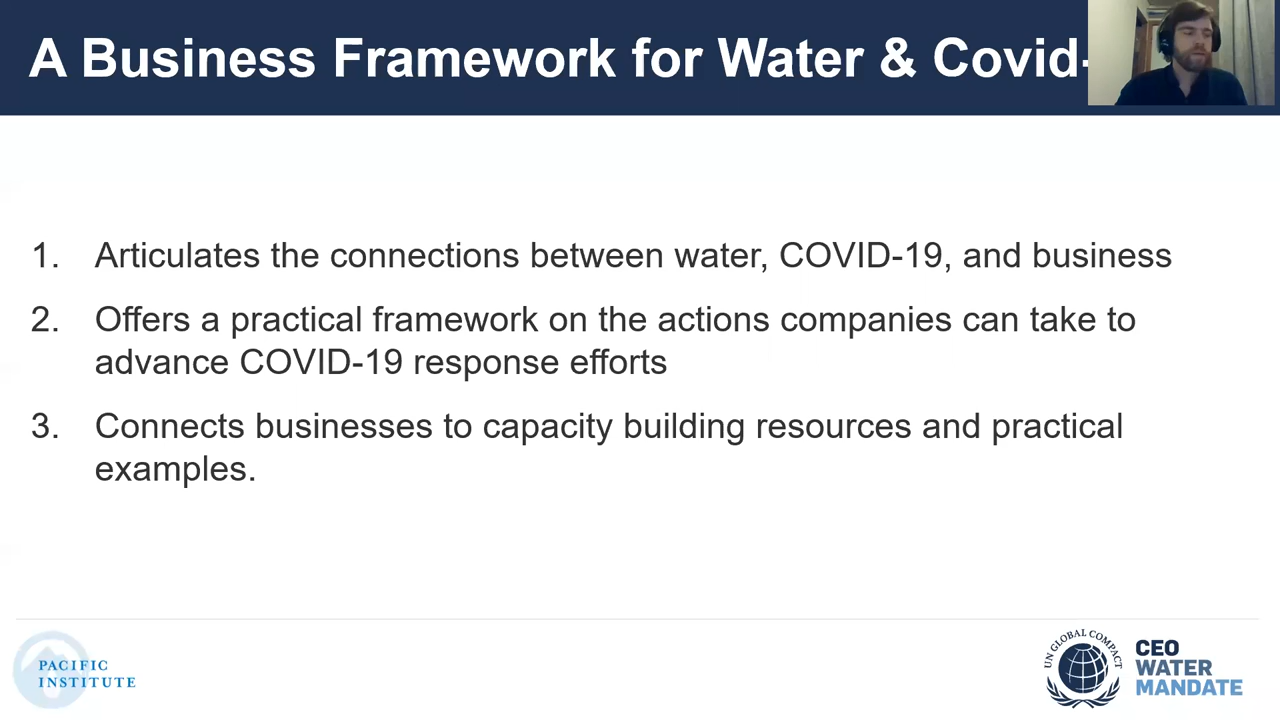 A Business Framework for Water & Covid-
1. Articulates the connections between water, COVID-19, and business
2. Offers a practical framework on the actions companies can take to
advance COVID-19 response efforts
3. Connects businesses to capacity building resources and practical
examples.
PACIFIC
INSTITUTE
UN GLOBAL COMPACT
CEO
WATER
MANDATE